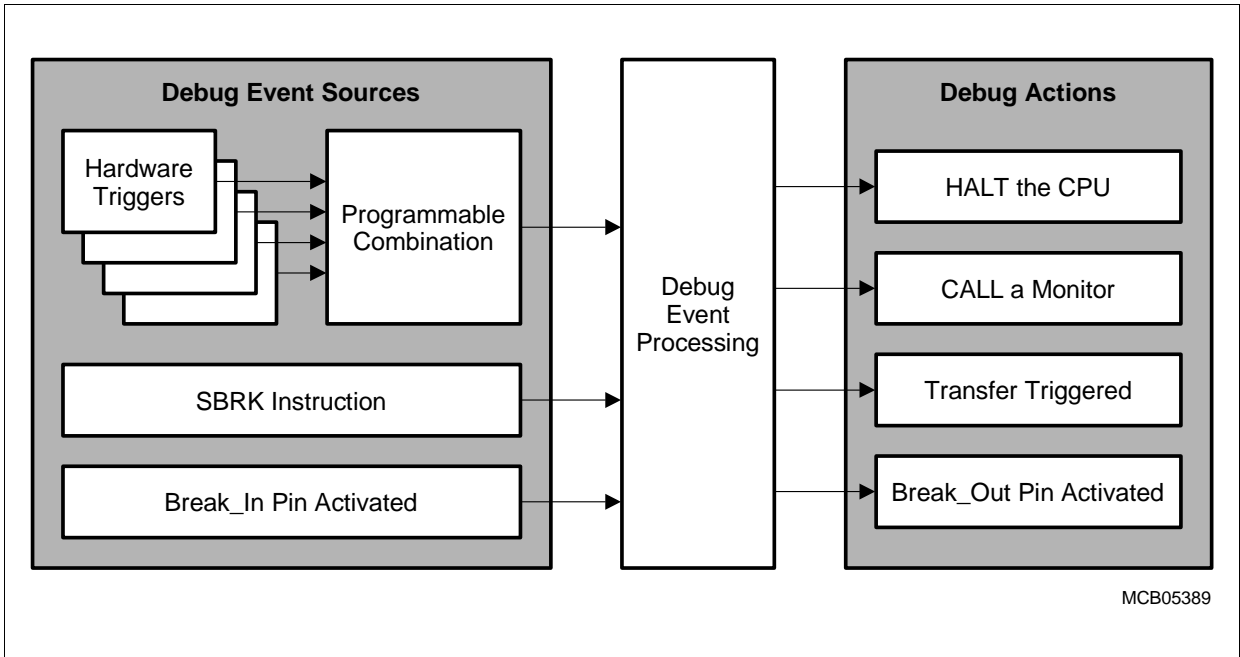 Debug Event Sources
Hardware
Triggers
Programmable
Combination
SBRK Instruction
Break_In Pin Activated
Debug
Event
Processing
Debug Actions
HALT the CPU
CALL a Monitor
Transfer Triggered
Break_Out Pin Activated
MCB05389